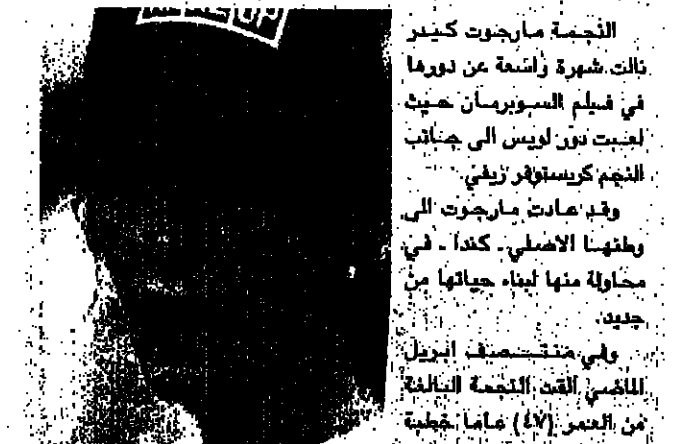 النجمة مارجوت كيدر
نالت شهرة واسعة عن دورها
في فيلم السوبرمان حيث
لعبت دور لويس الى جانب
النجم كريستوفر ريفي
وقد عادت مارجوت الى
وطنها الاصلي - كندا - في
محاولة منها لبناء حياتها من
جديد.
وفي منتصف ابريل
الماضي القت النجمة البالغة
من العمر (٤٧) عاما خطبة